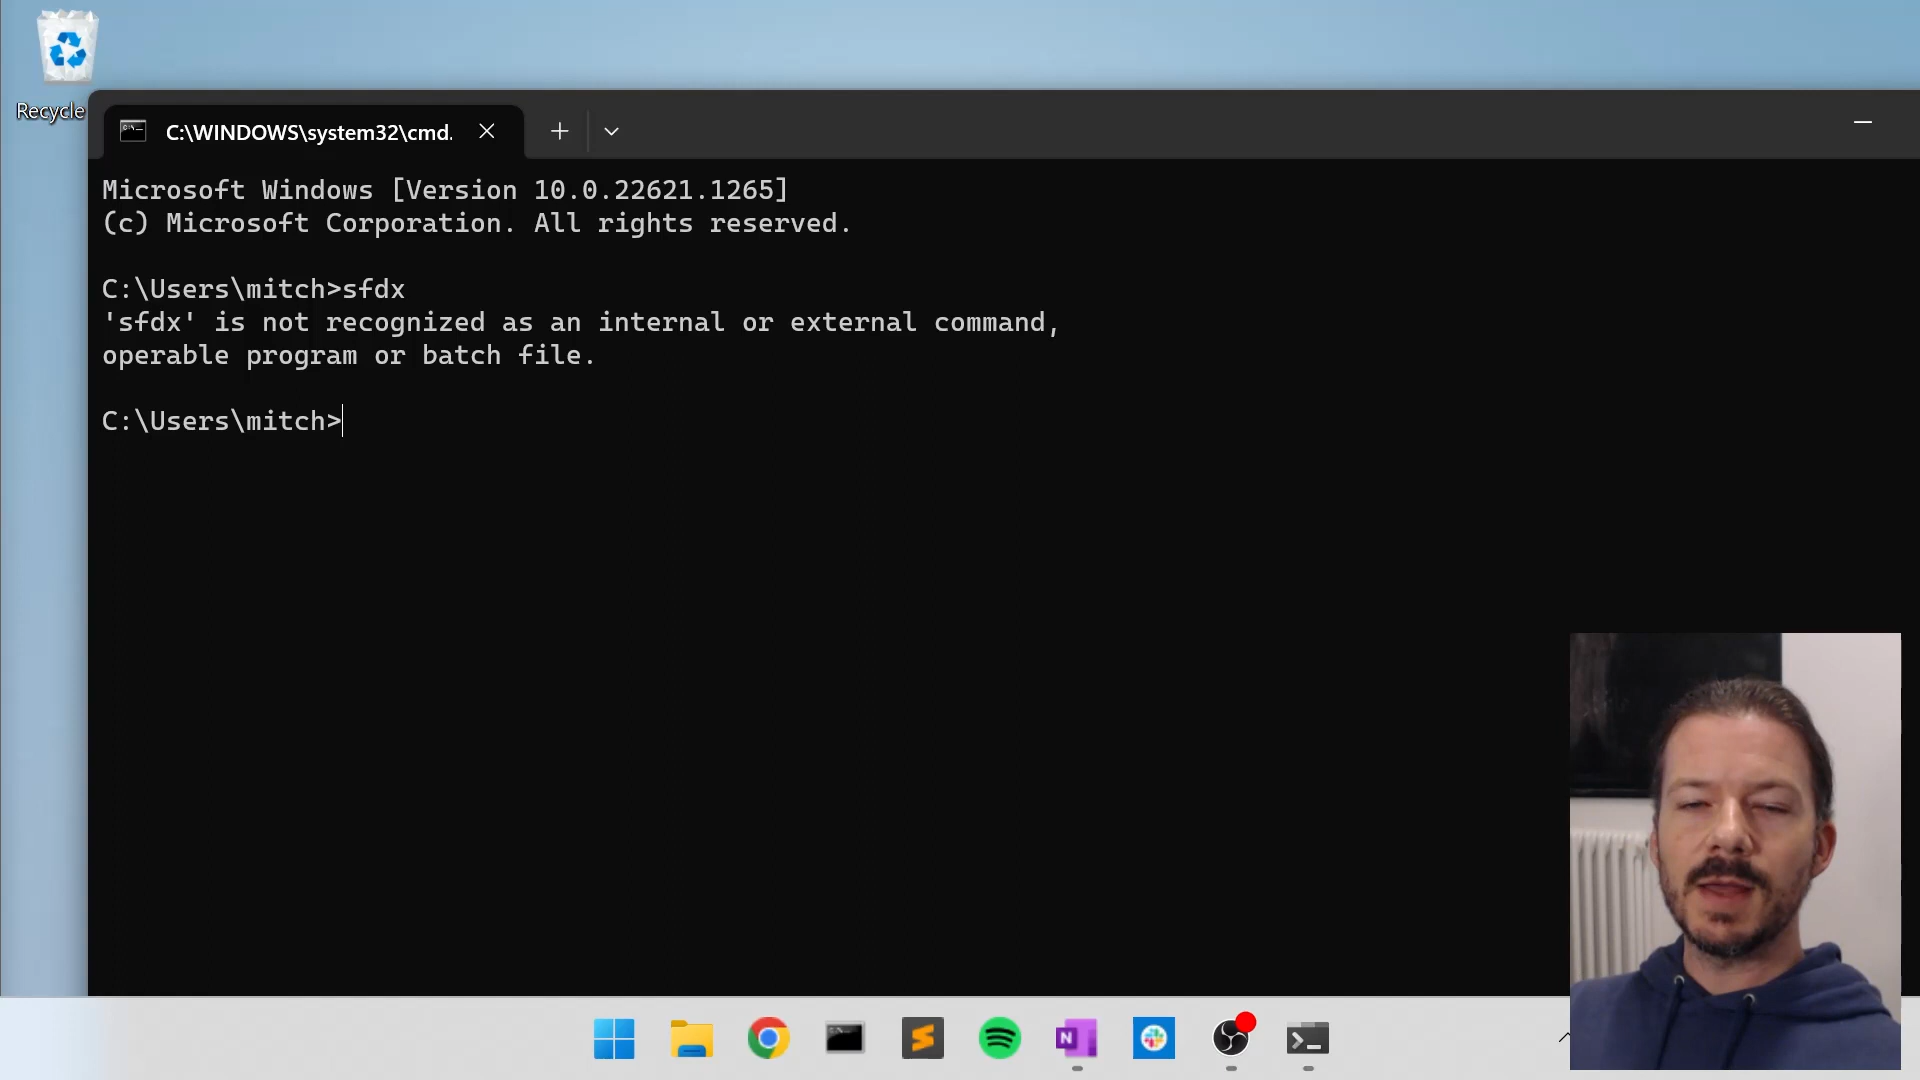 Recycle
C:\WINDOWS\system32\cmd.
Microsoft Windows [Version 10.0.22621.1265]
(c) Microsoft Corporation. All rights reserved.
C:\Users\mitch>sfdx
'sfdx' is not recognized as an internal or external command,
operable program or batch file.
C:\Users\mitch>